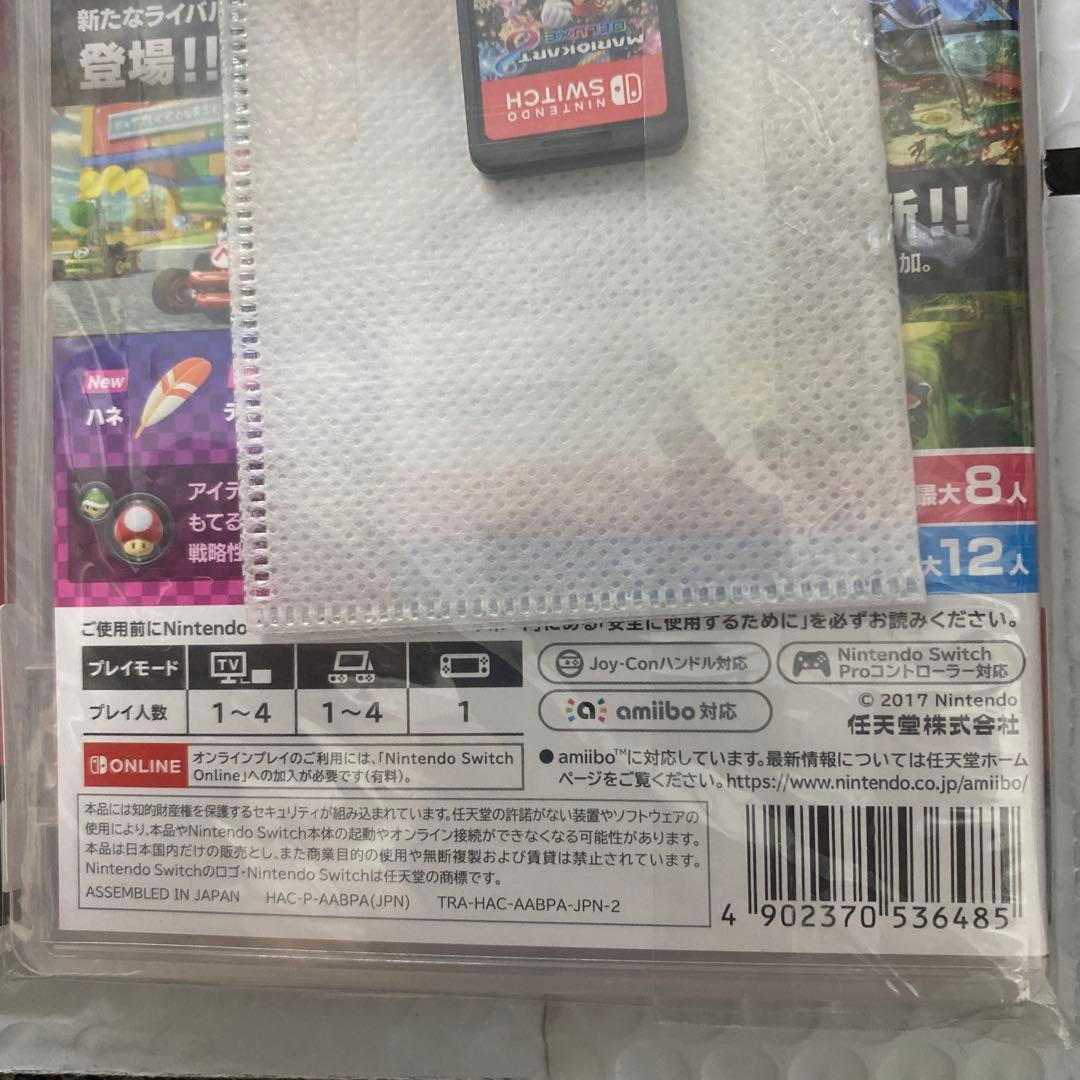 新たなライバル
登場!!
MARIOKART
8 DELUXE
NINTENDO
SWITCH
新!!
加。
New
ハネ
デ
アイテ
もてる
戦略性
最大8人
大12人
ご使用前にNintendo
にある「安全に使用するために」を必ずお読みください。
プレイモード TV
プレイ人数 1〜4 1〜4 1
Joy-Conハンドル対応
Nintendo Switch
Proコントローラー対応
amiibo 対応
© 2017 Nintendo
任天堂株式会社
ONLINE
オンラインプレイのご利用には、「Nintendo Switch
Online」への加入が必要です(有料)。
●amiibo™に対応しています。最新情報については任天堂ホーム
ページをご覧ください。https://www.nintendo.co.jp/amiibo/
本品には知的財産権を保護するセキュリティが組み込まれています。任天堂の許諾がない装置やソフトウェアの
使用により、本品やNintendo Switch本体の起動やオンライン接続ができなくなる可能性があります。
本品は日本国内だけの販売とし、また商業目的の使用や無断複製および賃貸は禁止されています。
Nintendo Switchのロゴ・Nintendo Switchは任天堂の商標です。
ASSEMBLED IN JAPAN HAC-P-AABPA(JPN) TRA-HAC-AABPA-JPN-2
4 902370 536485